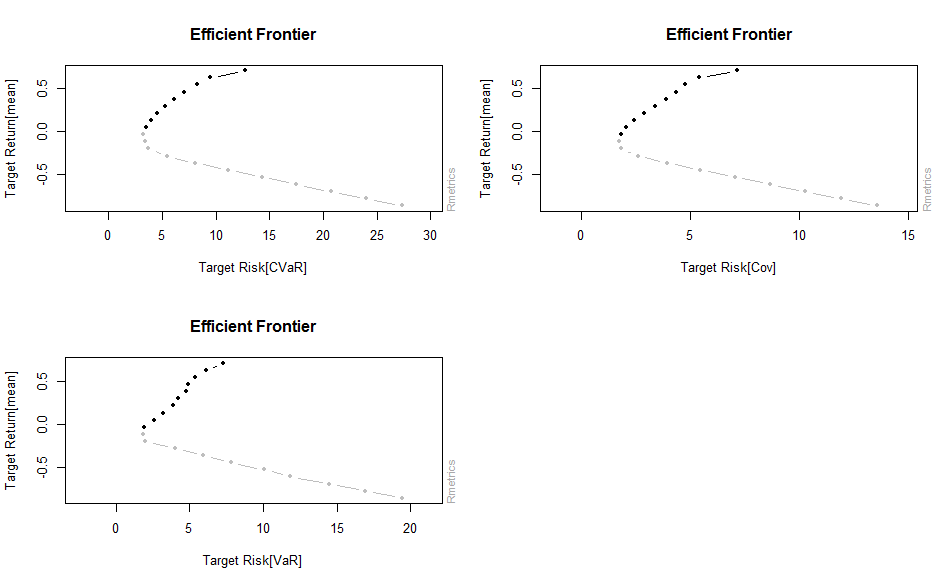 Efficient Frontier
Target Return[mean]
0.5
0.0
-0.5
0 5 10 15 20 25 30
Target Risk[CVaR]
Rmetrics
Efficient Frontier
Target Return[mean]
0.5
0.0
-0.5
0 5 10 15
Target Risk[Cov]
Rmetrics
Efficient Frontier
Target Return[mean]
0.5
0.0
-0.5
0 5 10 15 20
Target Risk[VaR]
Rmetrics